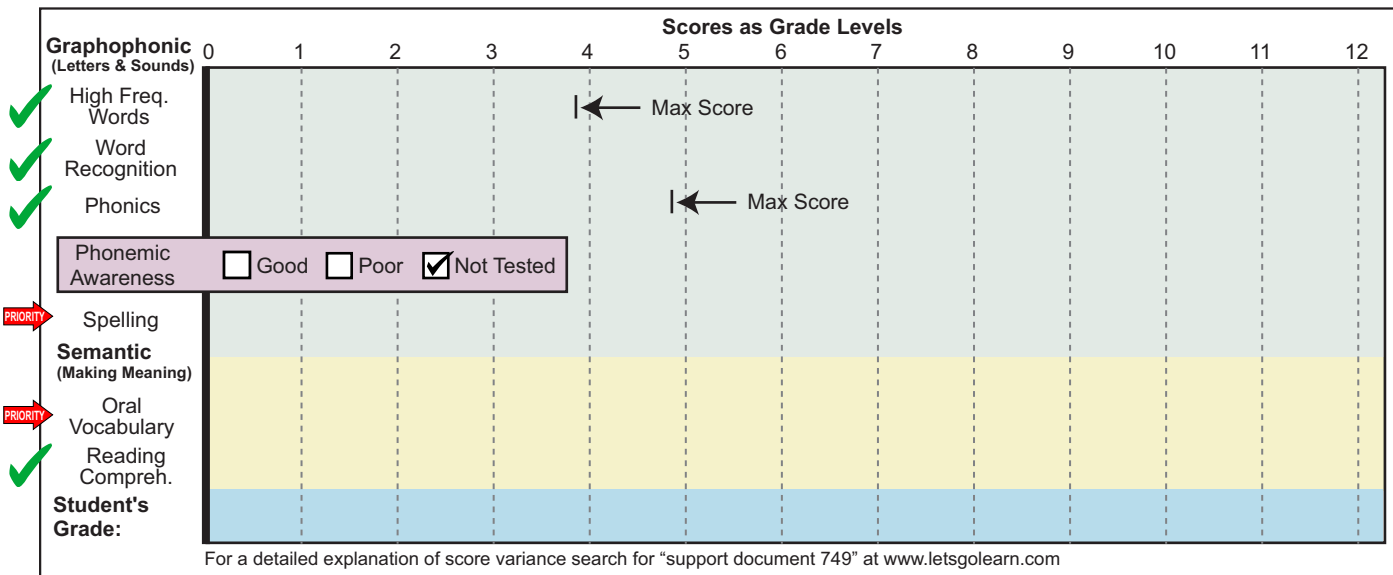 Scores as Grade Levels
Graphophonic
(Letters & Sounds)
0 1 2 3 4 5 6 7 8 9 10 11 12
High Freq.
Words
Max Score
Word
Recognition
Phonics
Max Score
Phonemic
Awareness
Good Poor Not Tested
PRIORITY
Spelling
Semantic
(Making Meaning)
PRIORITY
Oral
Vocabulary
Reading
Compreh.
Student's
Grade:
For a detailed explanation of score variance search for “support document 749” at www.letsgolearn.com